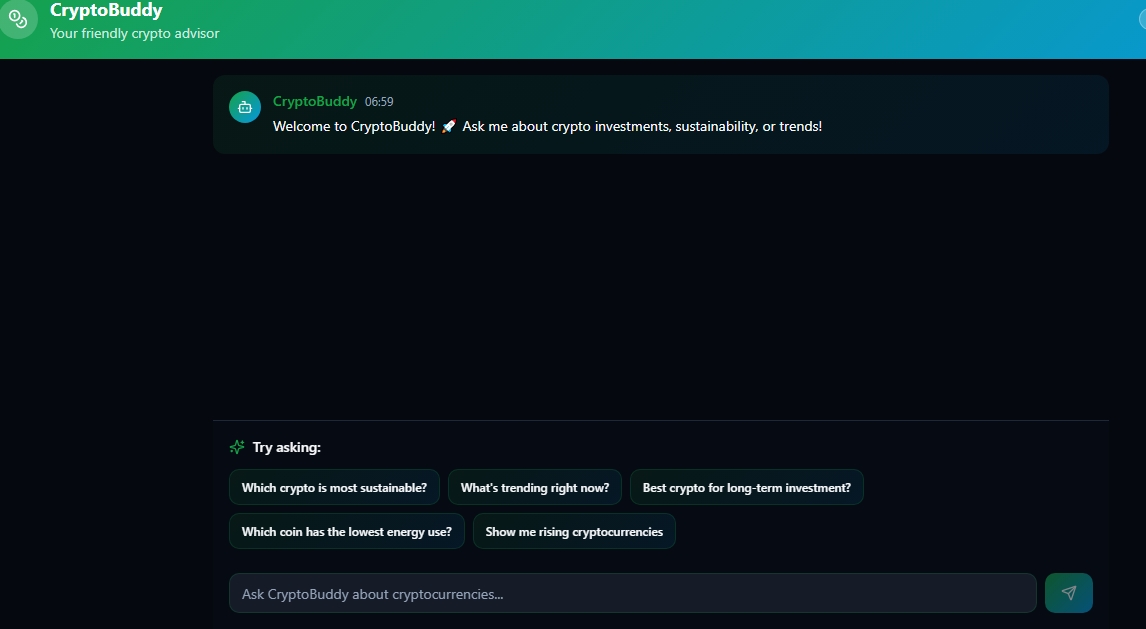 CryptoBuddy
Your friendly crypto advisor
CryptoBuddy 06:59
Welcome to CryptoBuddy! 🚀 Ask me about crypto investments, sustainability, or trends!
Try asking:
Which crypto is most sustainable? What's trending right now? Best crypto for long-term investment?
Which coin has the lowest energy use? Show me rising cryptocurrencies
Ask CryptoBuddy about cryptocurrencies...